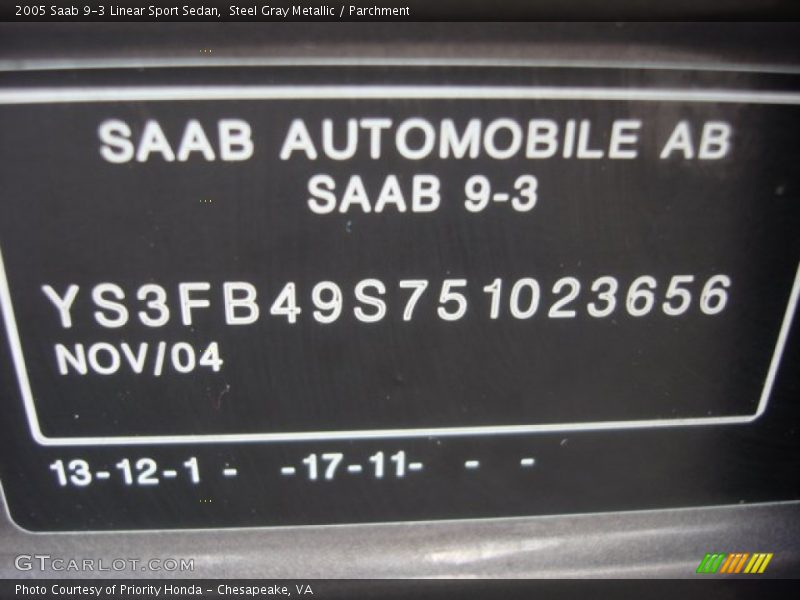 2005 Saab 9-3 Linear Sport Sedan,  Steel Gray Metallic / Parchment
SAAB AUTOMOBILE AB
SAAB 9-3
YS3FB49S751023656
NOV/04
13-12-1 -   -17-11-   -   -
GTCARLOT.COM
Photo Courtesy of Priority Honda - Chesapeake, VA